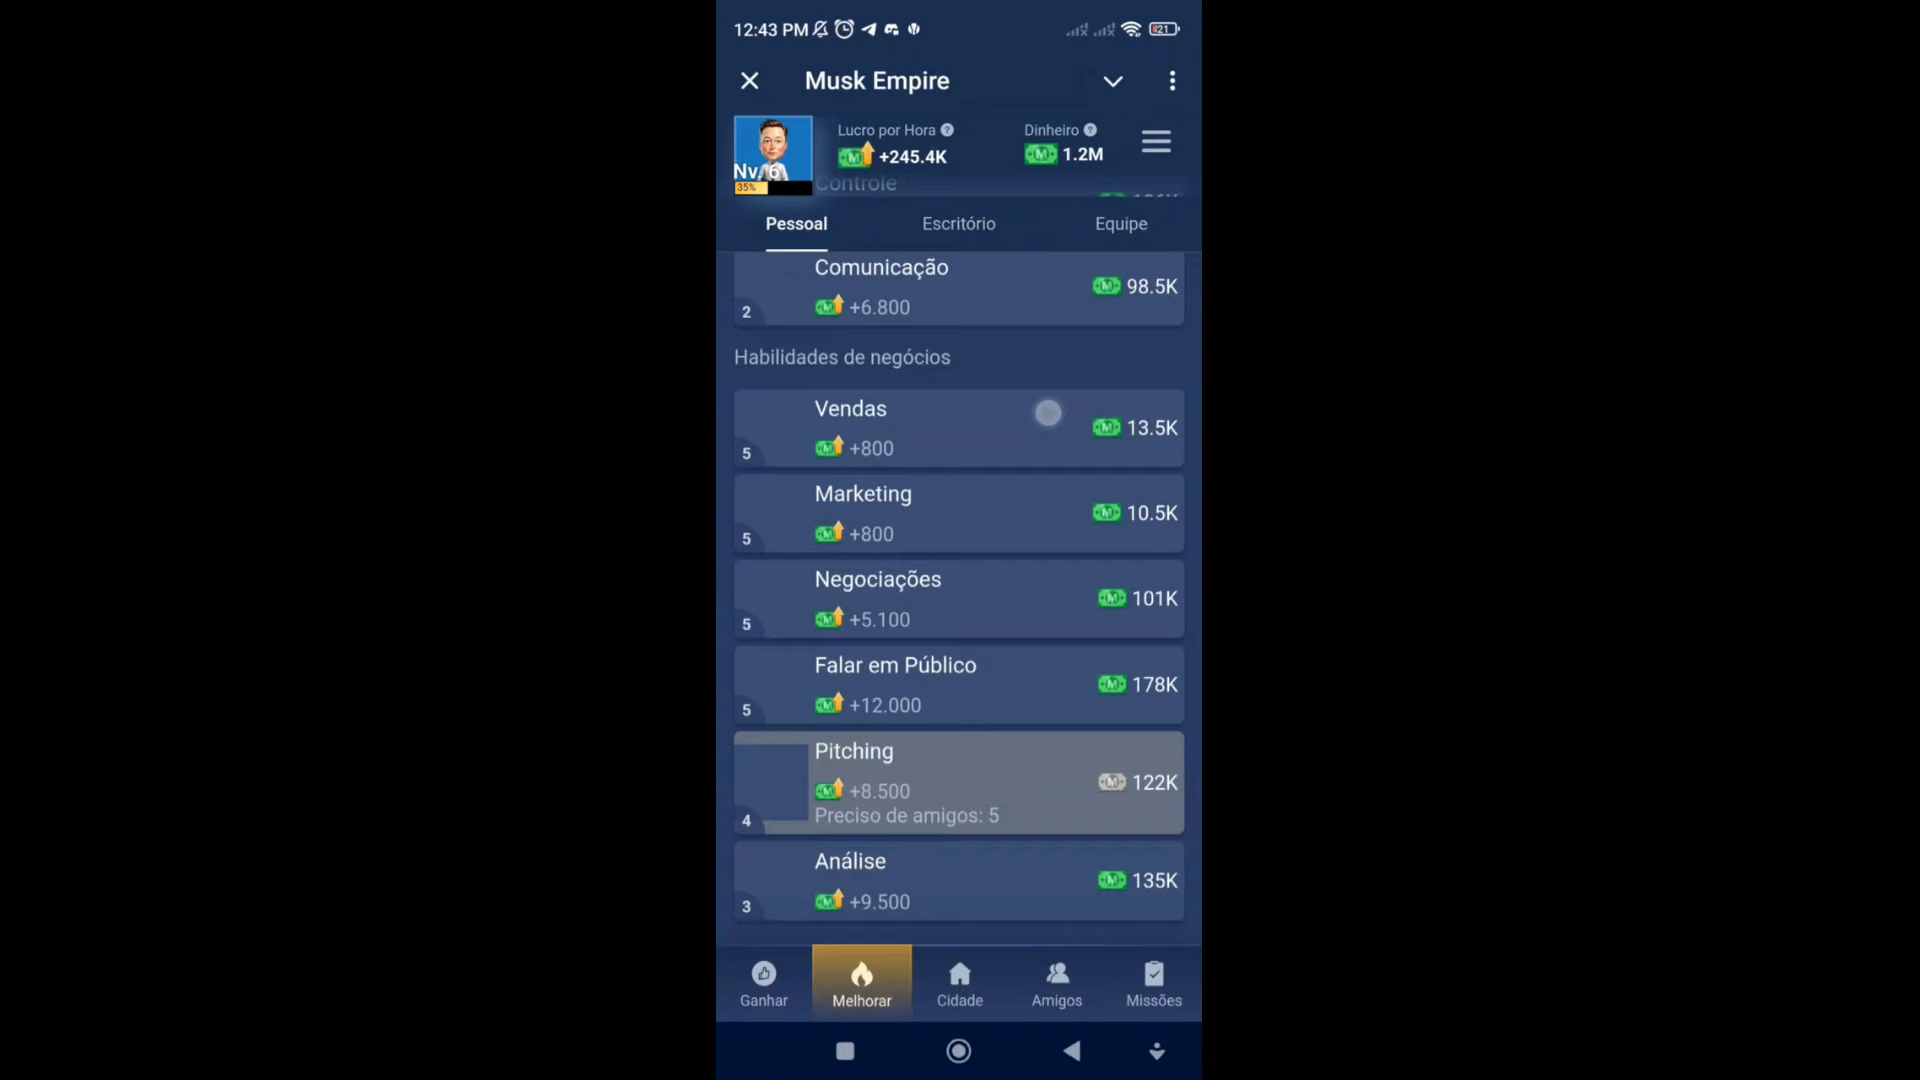 12:43 PM
21
Musk Empire
Lucro por Hora ?
+245.4K
Dinheiro ?
1.2M
Nv. 6
35%
Controle
Pessoal
Escritório
Equipe
Comunicação
98.5K
+6.800
2
Habilidades de negócios
Vendas
13.5K
+800
5
Marketing
10.5K
+800
5
Negociações
101K
+5.100
5
Falar em Público
178K
+12.000
5
Pitching
122K
+8.500
Preciso de amigos: 5
4
Análise
135K
+9.500
3
Ganhar
Melhorar
Cidade
Amigos
Missões